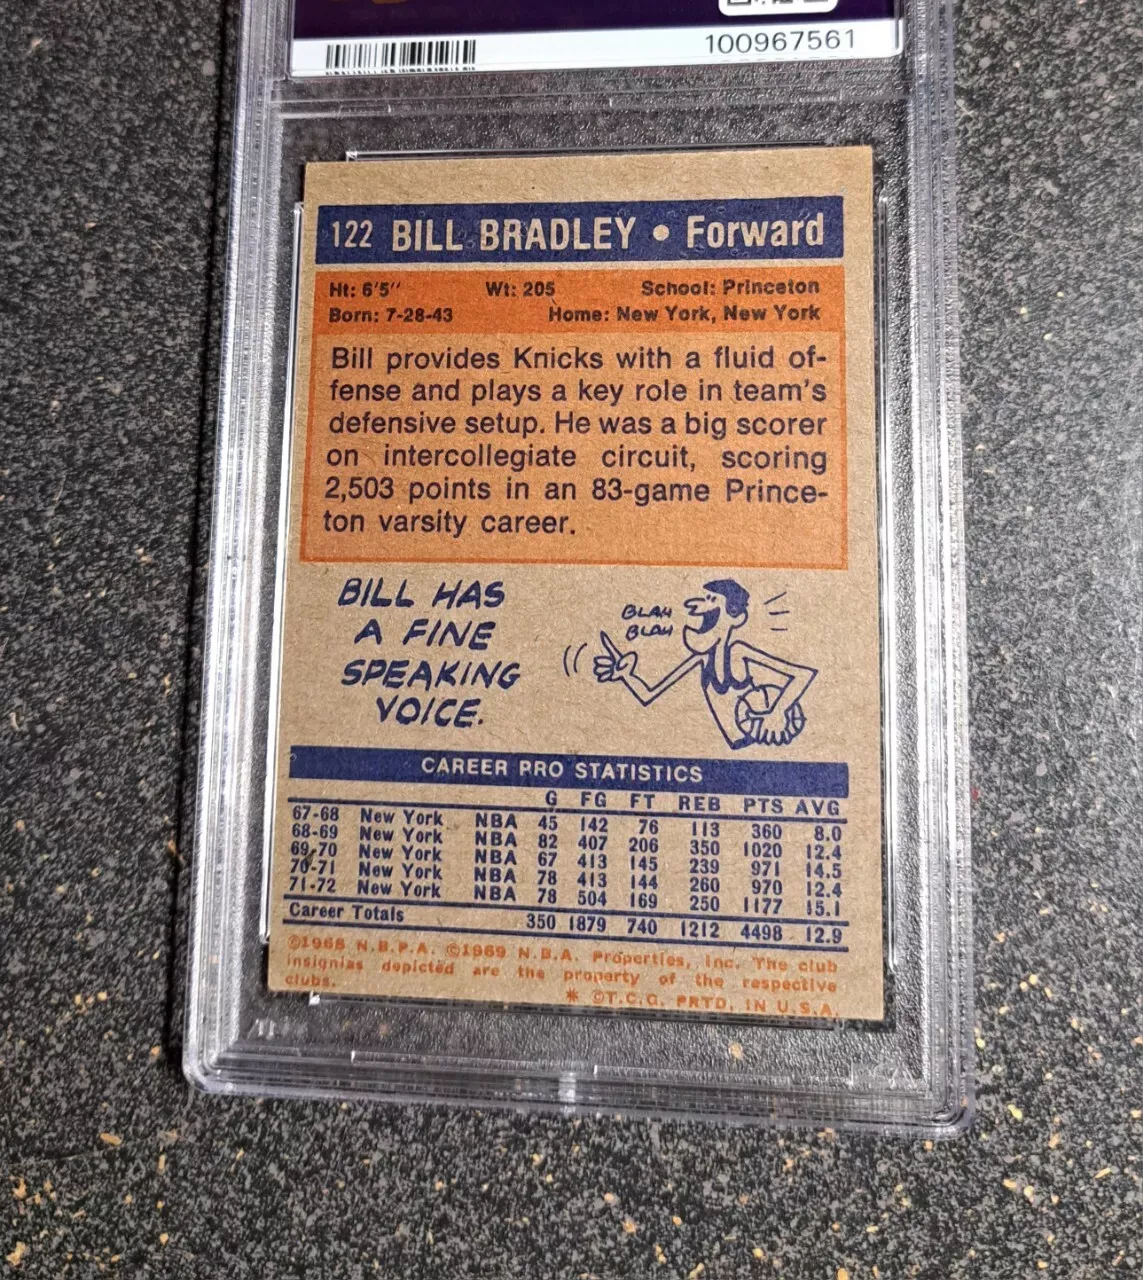 100967561
122 BILL BRADLEY • Forward
Ht: 6'5" Wt: 205 School: Princeton
Born: 7-28-43 Home: New York, New York
Bill provides Knicks with a fluid of-
fense and plays a key role in team's
defensive setup. He was a big scorer
on intercollegiate circuit, scoring
2,503 points in an 83-game Prince-
ton varsity career.
BILL HAS
A FINE
SPEAKING
VOICE.
BLAH
BLAH
CAREER PRO STATISTICS
G FG FT REB PTS AVG
67-68 New York NBA 45 142 76 113 360 8.0
68-69 New York NBA 82 407 206 350 1020 12.4
69-70 New York NBA 67 413 145 239 971 14.5
70-71 New York NBA 78 413 144 260 970 12.4
71-72 New York NBA 78 504 169 250 1177 15.1
Career Totals 350 1879 740 1212 4498 12.9
©1968 N.B.P.A. ©1969 N.B.A. Properties, Inc. The club
insignias depicted are the property of the respective
clubs.
* ©T.C.G. PRTD. IN U.S.A.